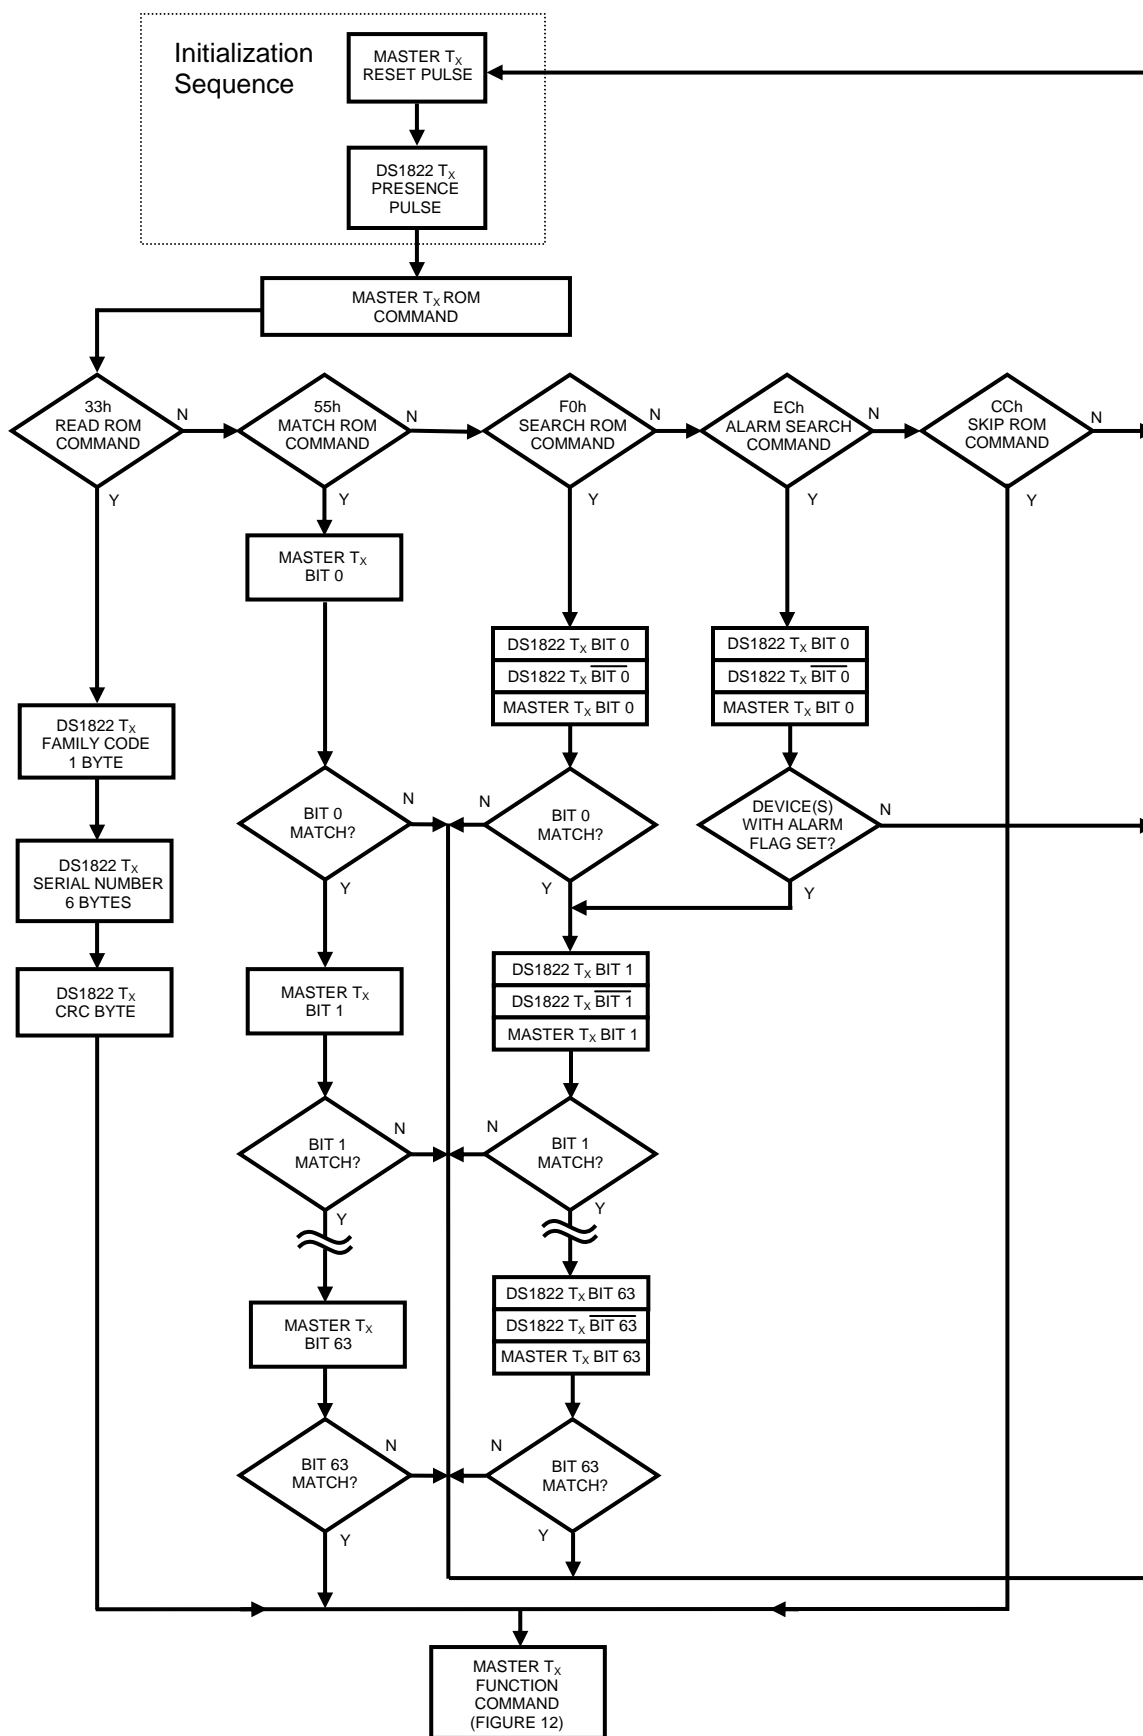 Initialization
Sequence
MASTER TX
RESET PULSE
DS1822 TX
PRESENCE
PULSE
MASTER TX ROM
COMMAND
33h
READ ROM
COMMAND
N
Y
55h
MATCH ROM
COMMAND
N
Y
F0h
SEARCH ROM
COMMAND
N
Y
ECh
ALARM SEARCH
COMMAND
N
Y
CCh
SKIP ROM
COMMAND
N
Y
MASTER TX
BIT 0
DS1822 TX BIT 0
DS1822 TX B̅I̅T̅ ̅0̅
MASTER TX BIT 0
DS1822 TX BIT 0
DS1822 TX B̅I̅T̅ ̅0̅
MASTER TX BIT 0
DS1822 TX
FAMILY CODE
1 BYTE
DS1822 TX
SERIAL NUMBER
6 BYTES
DS1822 TX
CRC BYTE
BIT 0
MATCH?
N
Y
BIT 0
MATCH?
N
Y
DEVICE(S)
WITH ALARM
FLAG SET?
N
Y
MASTER TX
BIT 1
DS1822 TX BIT 1
DS1822 TX B̅I̅T̅ ̅1̅
MASTER TX BIT 1
BIT 1
MATCH?
N
Y
BIT 1
MATCH?
N
Y
MASTER TX
BIT 63
DS1822 TX BIT 63
DS1822 TX B̅I̅T̅ ̅6̅3̅
MASTER TX BIT 63
BIT 63
MATCH?
N
Y
BIT 63
MATCH?
N
Y
MASTER TX
FUNCTION
COMMAND
(FIGURE 12)